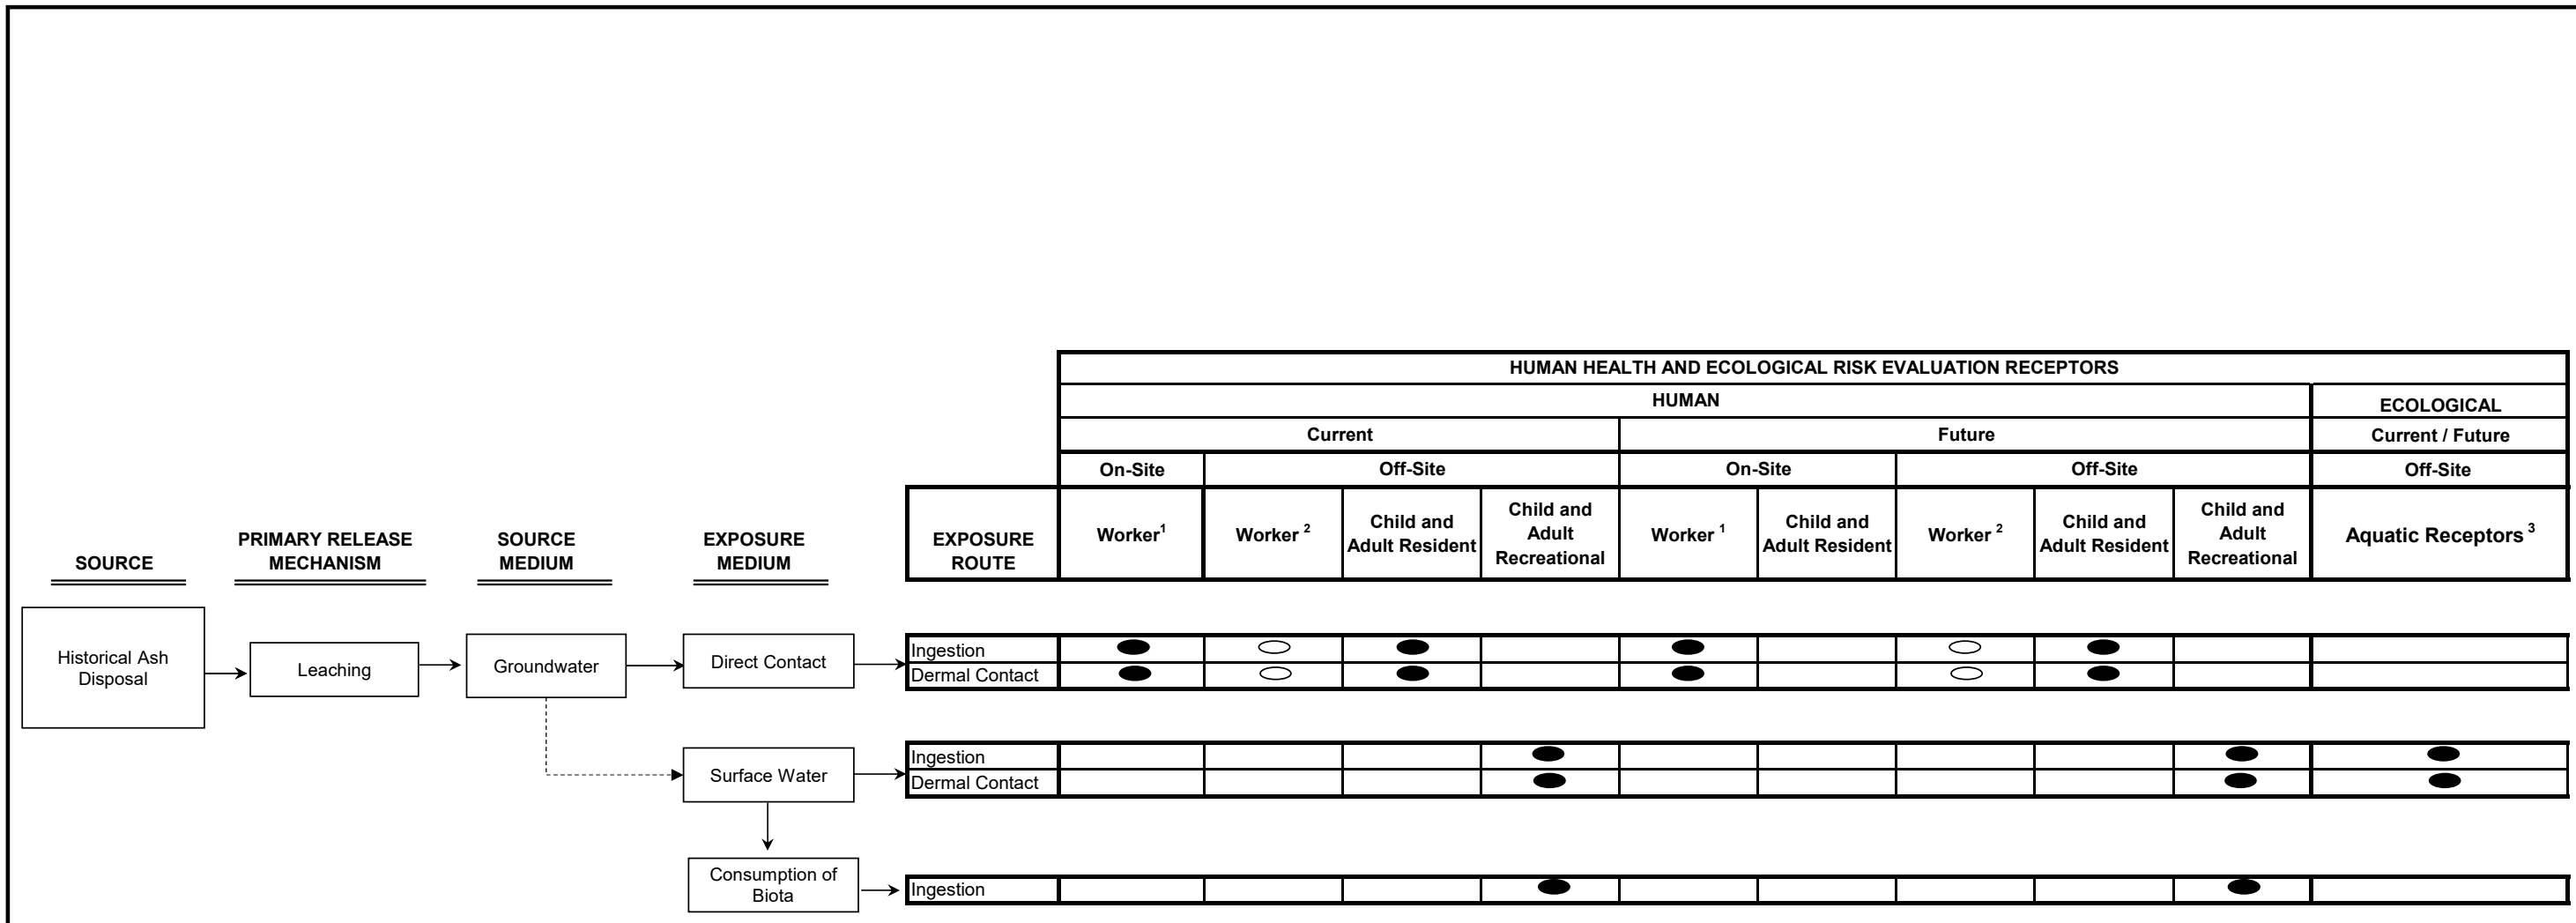 HUMAN HEALTH AND ECOLOGICAL RISK EVALUATION RECEPTORS
HUMAN
ECOLOGICAL
Current
Future
Current / Future
On-Site
Off-Site
On-Site
Off-Site
Off-Site
SOURCE
PRIMARY RELEASE
MECHANISM
SOURCE
MEDIUM
EXPOSURE
MEDIUM
EXPOSURE
ROUTE
Worker¹
Worker ²
Child and
Adult Resident
Child and
Adult
Recreational
Worker ¹
Child and
Adult Resident
Worker ²
Child and
Adult Resident
Child and
Adult
Recreational
Aquatic Receptors ³
Historical Ash
Disposal
Leaching
Groundwater
Direct Contact
Ingestion
Dermal Contact
Surface Water
Ingestion
Dermal Contact
Consumption of
Biota
Ingestion